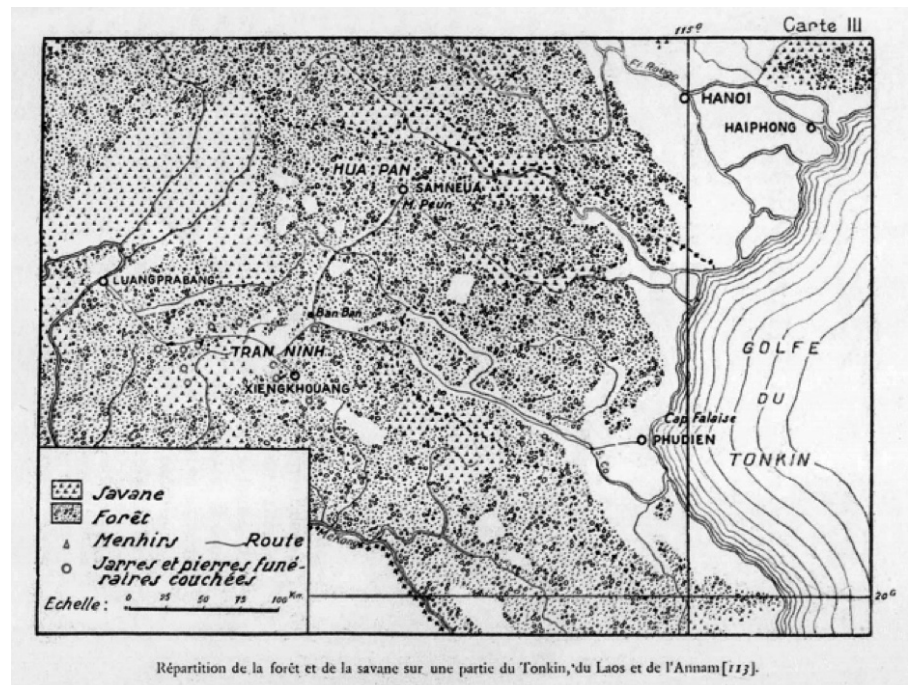 Carte III
115G
Fl. Rouge
HANOI
HAIPHONG
HUA PAN
SAMNEUA
M. Peun
LUANGPRABANG
Ban Ban
TRAN NINH
XIENGKHOUANG
GOLFE
DU
TONKIN
Cap Falaise
PHUDIEN
Mekong
20G
Savane
Forêt
Menhirs
Route
Jarres et pierres funé-
raires couchées
Echelle : 0 25 50 75 100 Km.
Répartition de la forêt et de la savane sur une partie du Tonkin, du Laos et de l'Annam [113].